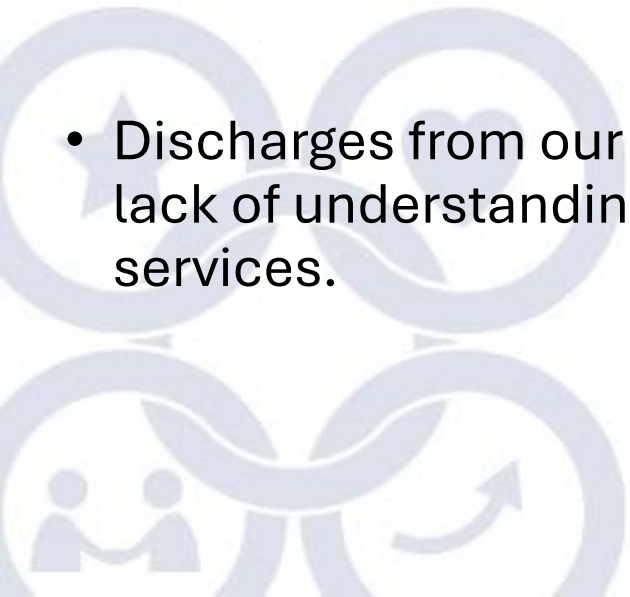 • Discharges from our
lack of understandin
services.